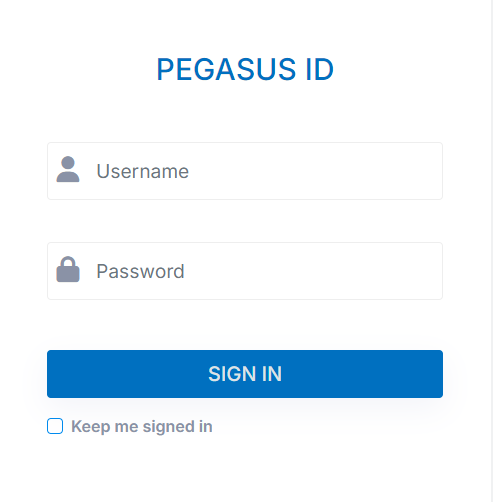 PEGASUS ID
Username
Password
SIGN IN
Keep me signed in